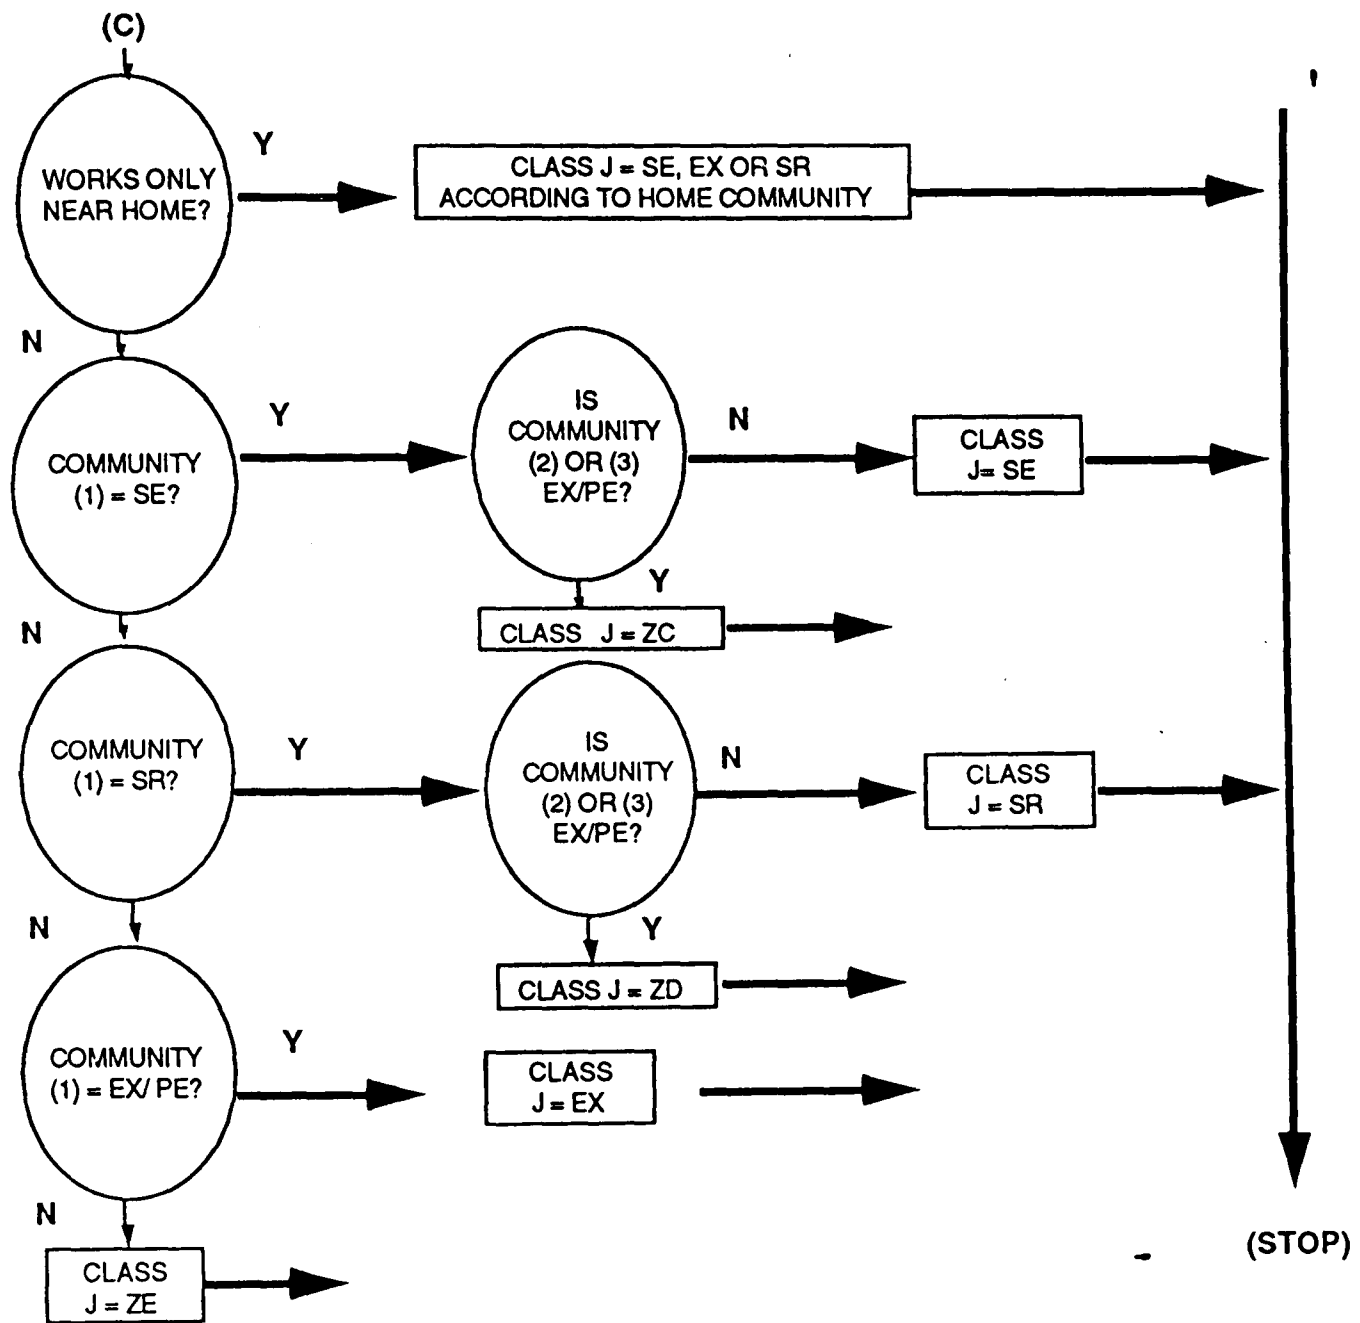 (C)
WORKS ONLY
NEAR HOME?
Y
CLASS J = SE, EX OR SR
ACCORDING TO HOME COMMUNITY
N
COMMUNITY
(1) = SE?
Y
IS
COMMUNITY
(2) OR (3)
EX/PE?
N
CLASS
J= SE
Y
CLASS J = ZC
N
COMMUNITY
(1) = SR?
Y
IS
COMMUNITY
(2) OR (3)
EX/PE?
N
CLASS
J = SR
Y
CLASS J = ZD
N
COMMUNITY
(1) = EX/ PE?
Y
CLASS
J = EX
N
CLASS
J = ZE
(STOP)